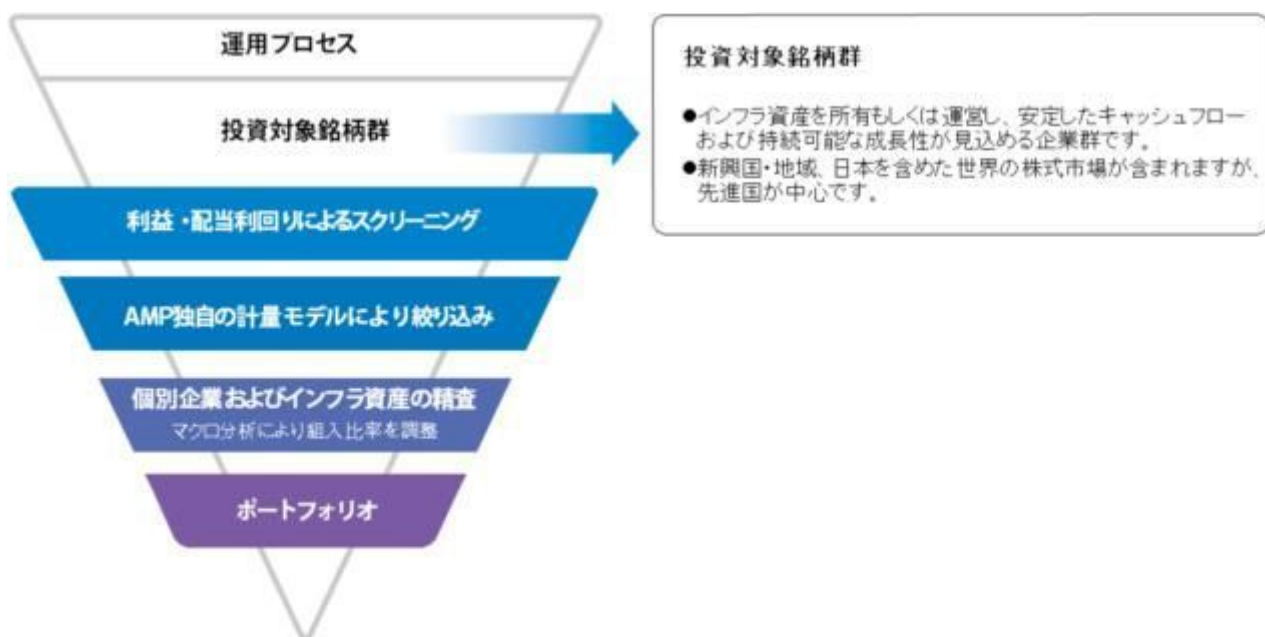 運用プロセス
投資対象銘柄群
利益・配当利回りによるスクリーニング
AMP独自の計量モデルにより絞り込み
個別企業およびインフラ資産の精査
マクロ分析により組入比率を調整
ポートフォリオ
投資対象銘柄群
●インフラ資産を所有もしくは運営し、安定したキャッシュフロー
および持続可能な成長性が見込める企業群です。
●新興国・地域、日本を含めた世界の株式市場が含まれますが、
先進国が中心です。